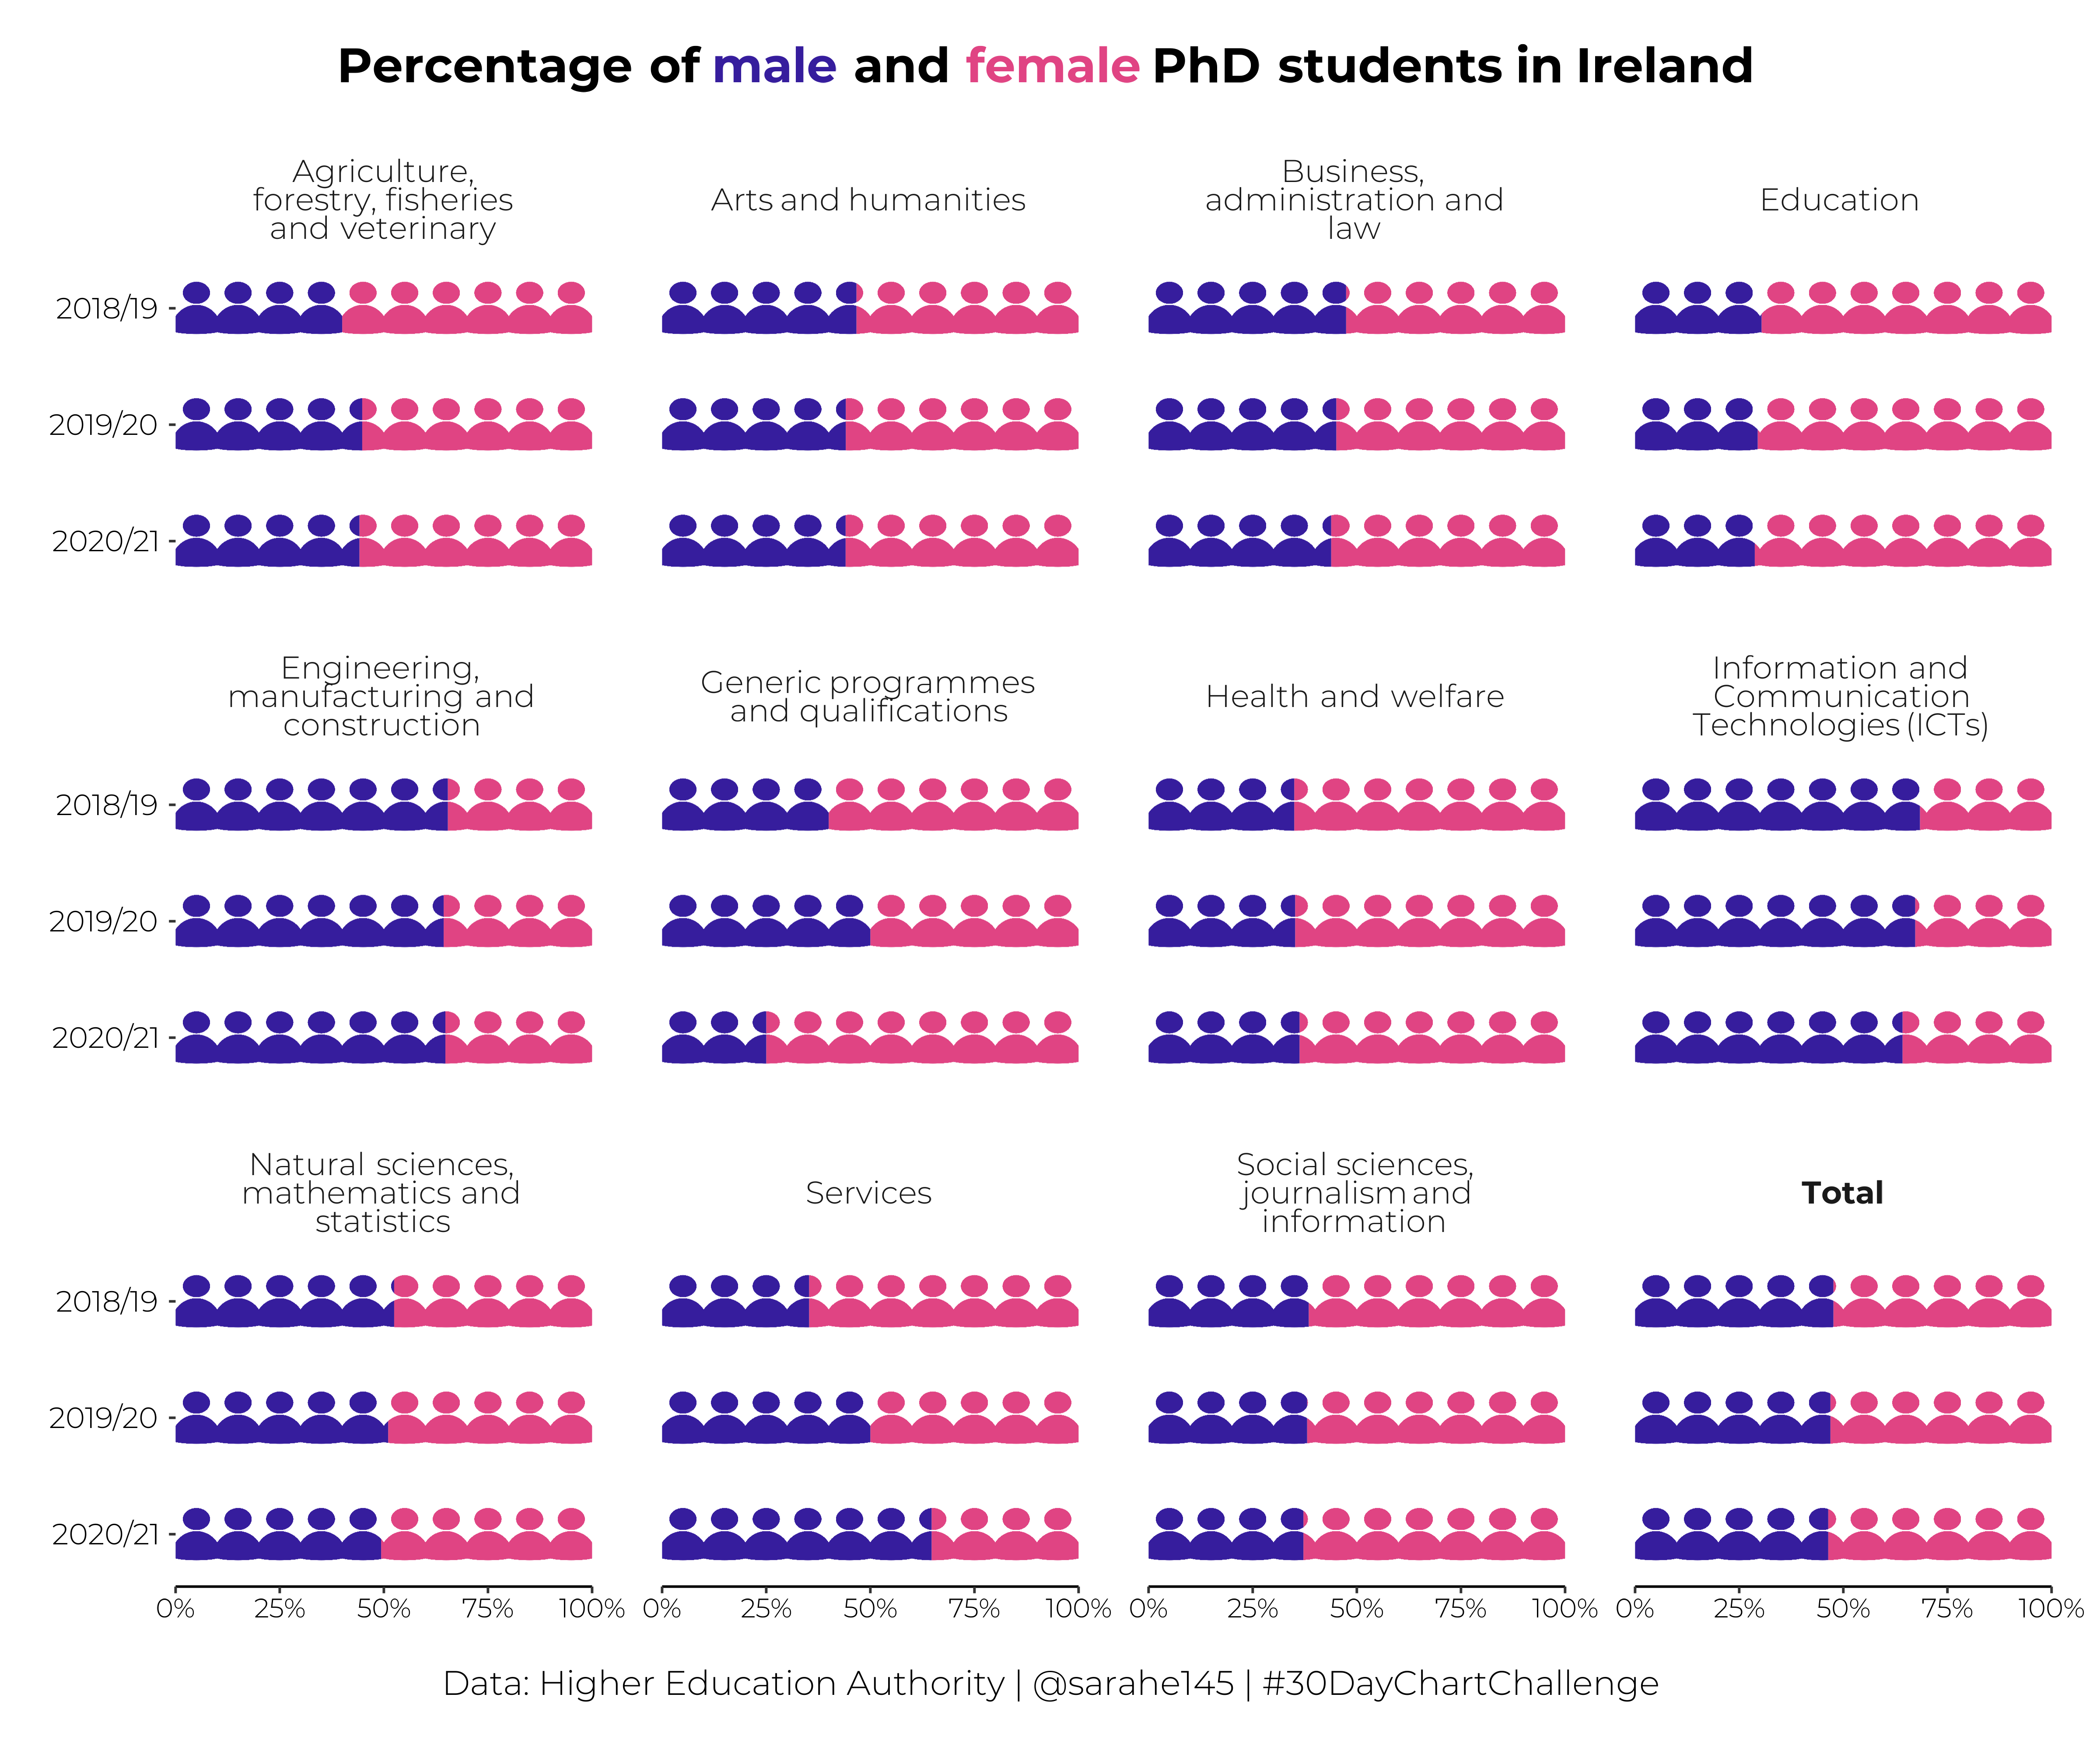 Percentage of male and female PhD students in Ireland
Agriculture,
forestry, fisheries
and veterinary
Arts and humanities
Business,
administration and
law
Education
2018/19
2019/20
2020/21
Engineering,
manufacturing and
construction
Generic programmes
and qualifications
Health and welfare
Information and
Communication
Technologies (ICTs)
2018/19
2019/20
2020/21
Natural sciences,
mathematics and
statistics
Services
Social sciences,
journalism and
information
Total
2018/19
2019/20
2020/21
0% 25% 50% 75% 100% 0% 25% 50% 75% 100% 0% 25% 50% 75% 100% 0% 25% 50% 75% 100%
Data: Higher Education Authority | @sarahe145 | #30DayChartChallenge